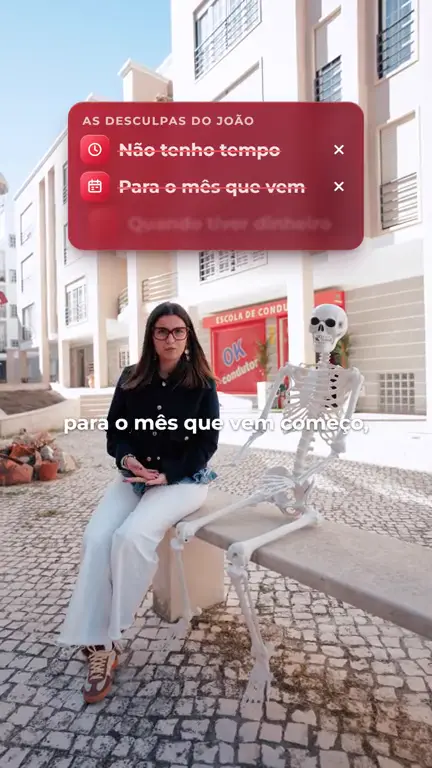 AS DESCULPAS DO JOÃO
Não tenho tempo
Para o mês que vem
Quando tiver dinheiro
ESCOLA DE CONDU
OK
condutor
para o mês que vem começo,